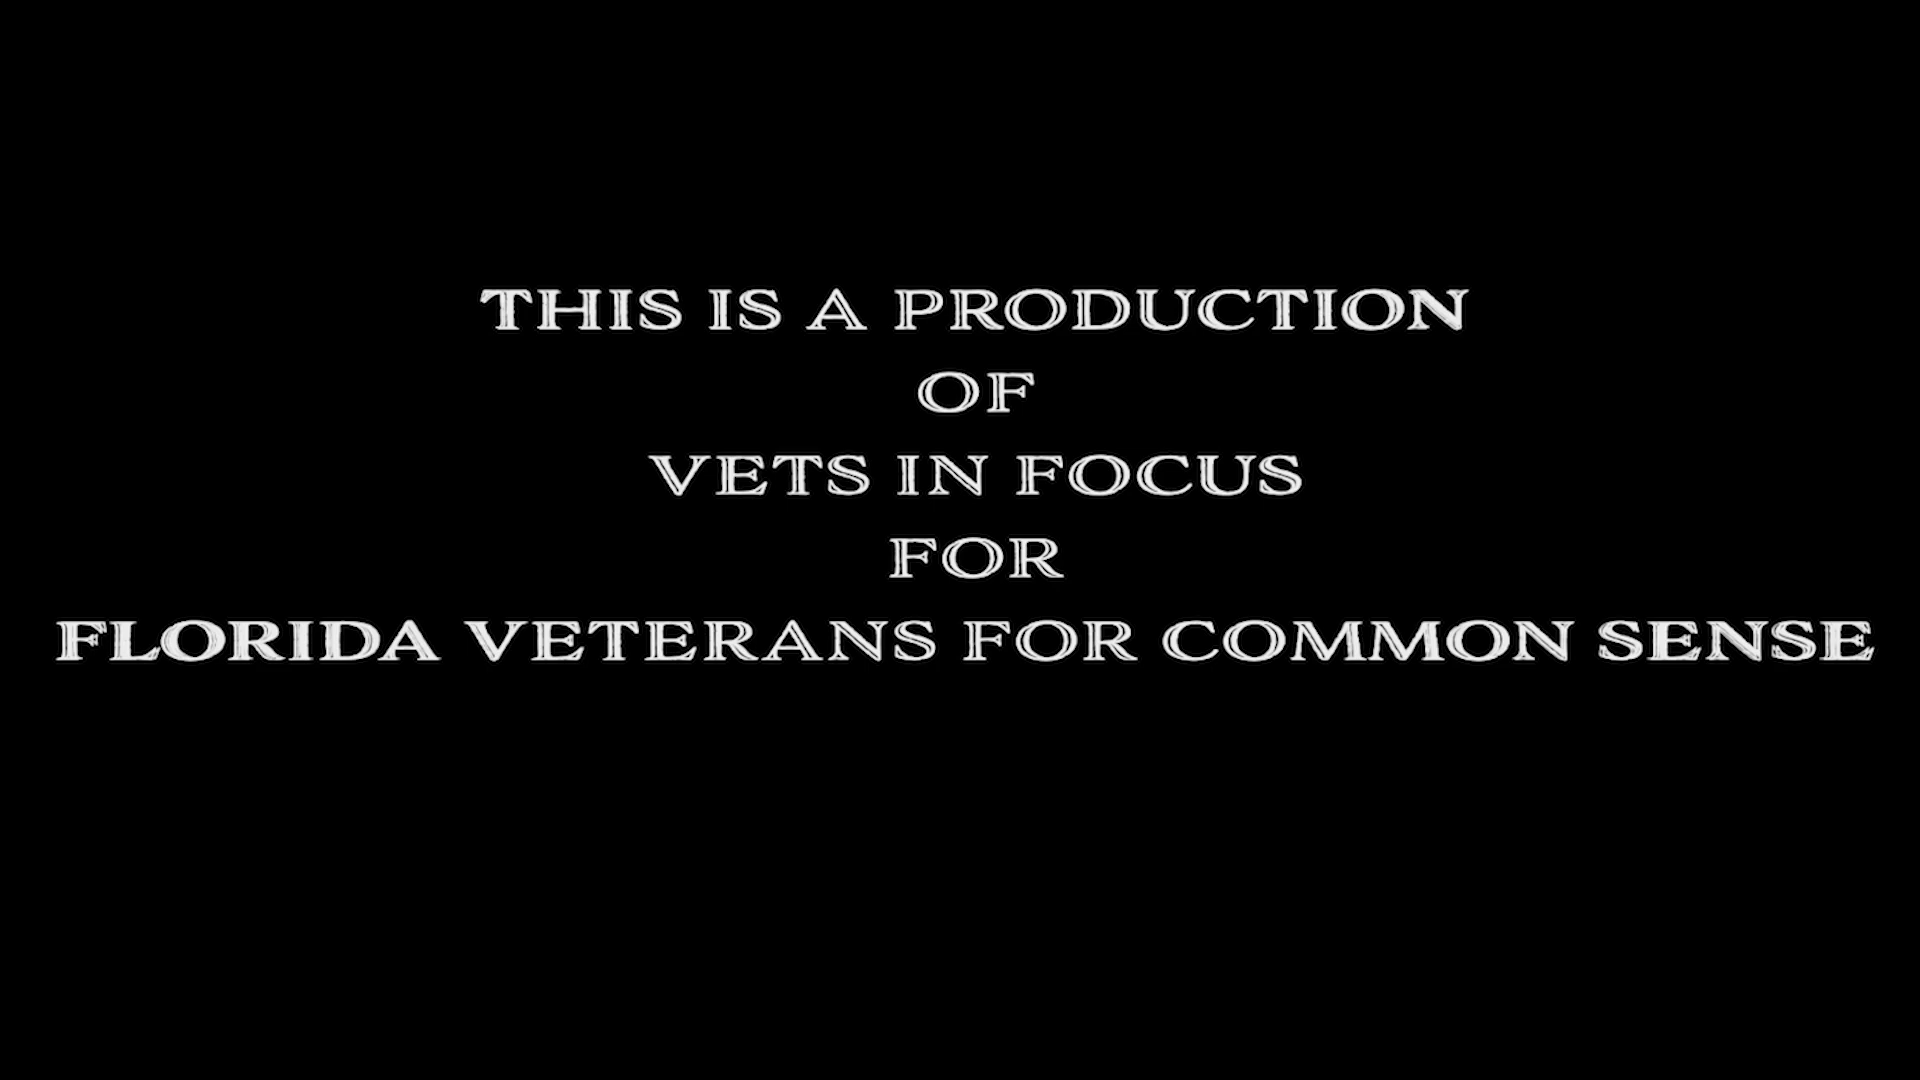 THIS IS A PRODUCTION
OF
VETS IN FOCUS
FOR
FLORIDA VETERANS FOR COMMON SENSE